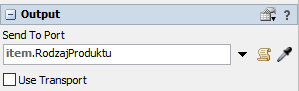 Output ?
Send To Port
item.RodzajProduktu
Use Transport